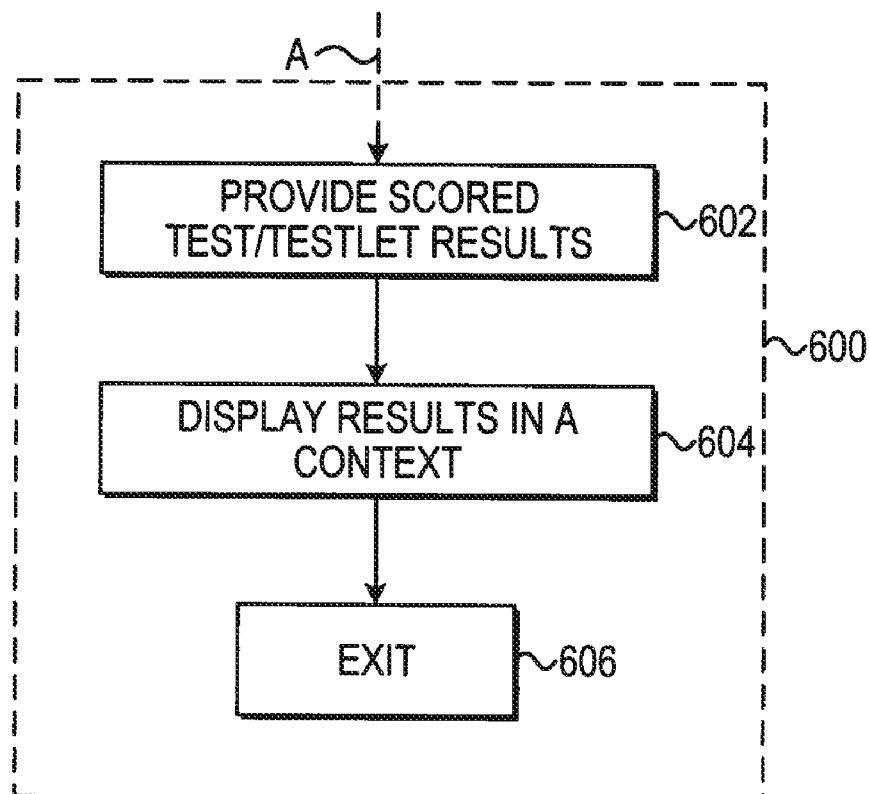 A
PROVIDE SCORED
TEST/TESTLET RESULTS
602
600
DISPLAY RESULTS IN A
CONTEXT
604
EXIT
606